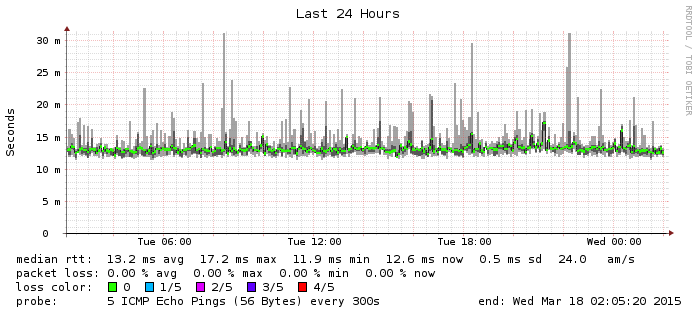 Last 24 Hours
RRDTOOL / TOBI OETIKER
Seconds
30 m
25 m
20 m
15 m
10 m
5 m
0
Tue 06:00 Tue 12:00 Tue 18:00 Wed 00:00
median rtt: 13.2 ms avg 17.2 ms max 11.9 ms min 12.6 ms now 0.5 ms sd 24.0 am/s
packet loss: 0.00 % avg 0.00 % max 0.00 % min 0.00 % now
loss color: 0 1/5 2/5 3/5 4/5
probe: 5 ICMP Echo Pings (56 Bytes) every 300s end: Wed Mar 18 02:05:20 2015